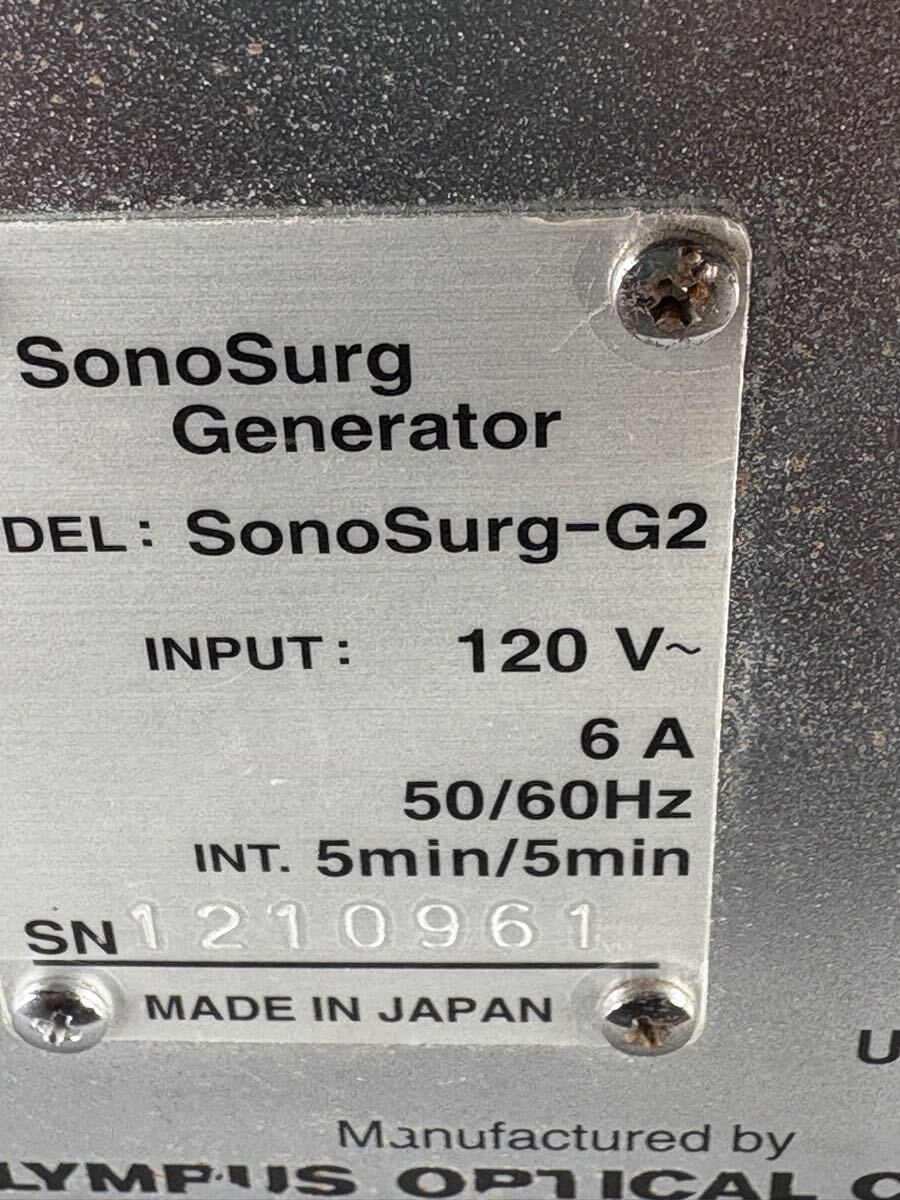 SonoSurg
Generator
DEL: SonoSurg-G2
INPUT: 120 V~
6 A
50/60Hz
INT. 5min/5min
SN 1210961
MADE IN JAPAN
U
Manufactured by
LYMPUS OPTICAL C